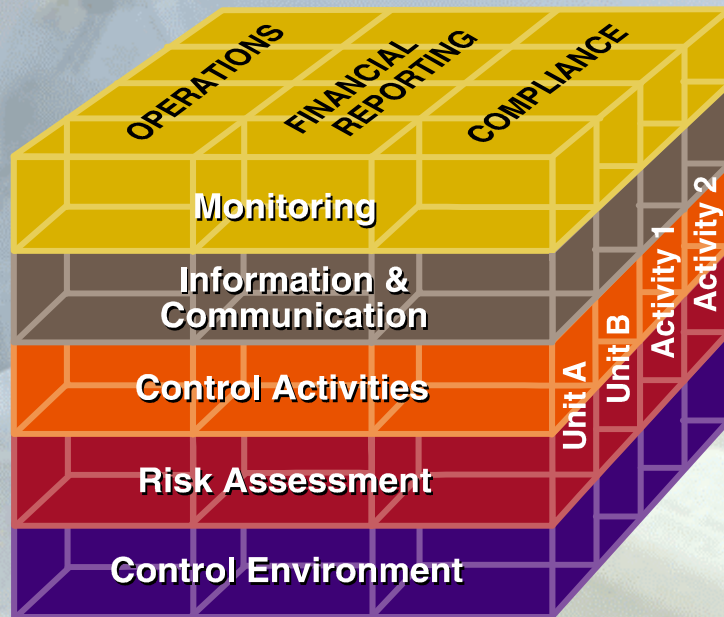 OPERATIONS
FINANCIAL
REPORTING
COMPLIANCE
Monitoring
Information &
Communication
Control Activities
Risk Assessment
Control Environment
Unit A
Unit B
Activity 1
Activity 2